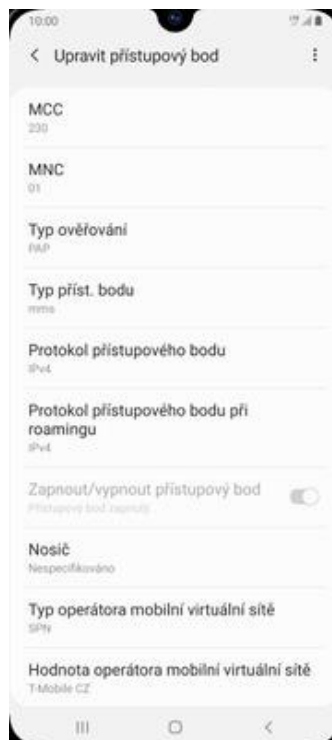 10:00
Upravit přístupový bod
MCC
230
MNC
01
Typ ověřování
PAP
Typ příst. bodu
mms
Protokol přístupového bodu
IPv4
Protokol přístupového bodu při
roamingu
IPv4
Zapnout/vypnout přístupový bod
Přístupový bod zapnutý
Nosič
Nespecifikováno
Typ operátora mobilní virtuální sítě
SPN
Hodnota operátora mobilní virtuální sítě
T-Mobile CZ